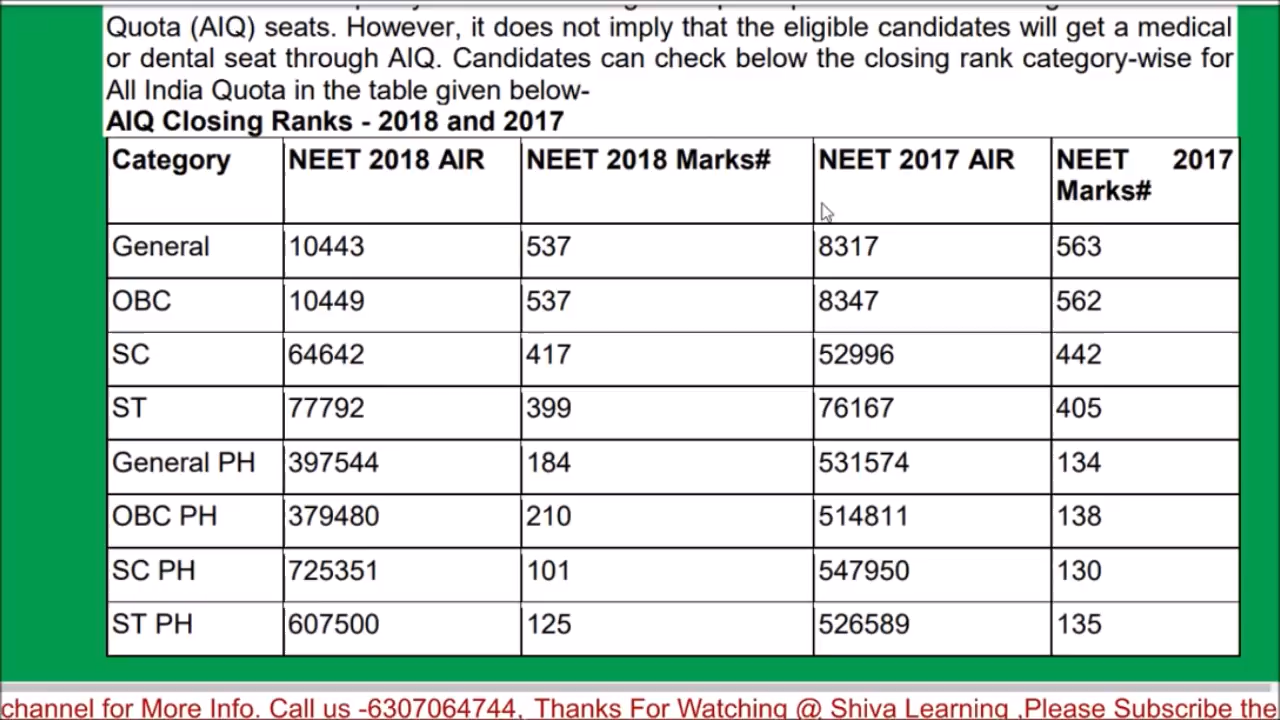 Quota (AIQ) seats. However, it does not imply that the eligible candidates will get a medical
or dental seat through AIQ. Candidates can check below the closing rank category-wise for
All India Quota in the table given below-
AIQ Closing Ranks - 2018 and 2017
Category NEET 2018 AIR NEET 2018 Marks# NEET 2017 AIR NEET 2017
Marks#
General 10443 537 8317 563
OBC 10449 537 8347 562
SC 64642 417 52996 442
ST 77792 399 76167 405
General PH 397544 184 531574 134
OBC PH 379480 210 514811 138
SC PH 725351 101 547950 130
ST PH 607500 125 526589 135
channel for More Info. Call us -6307064744, Thanks For Watching @ Shiva Learning ,Please Subscribe the